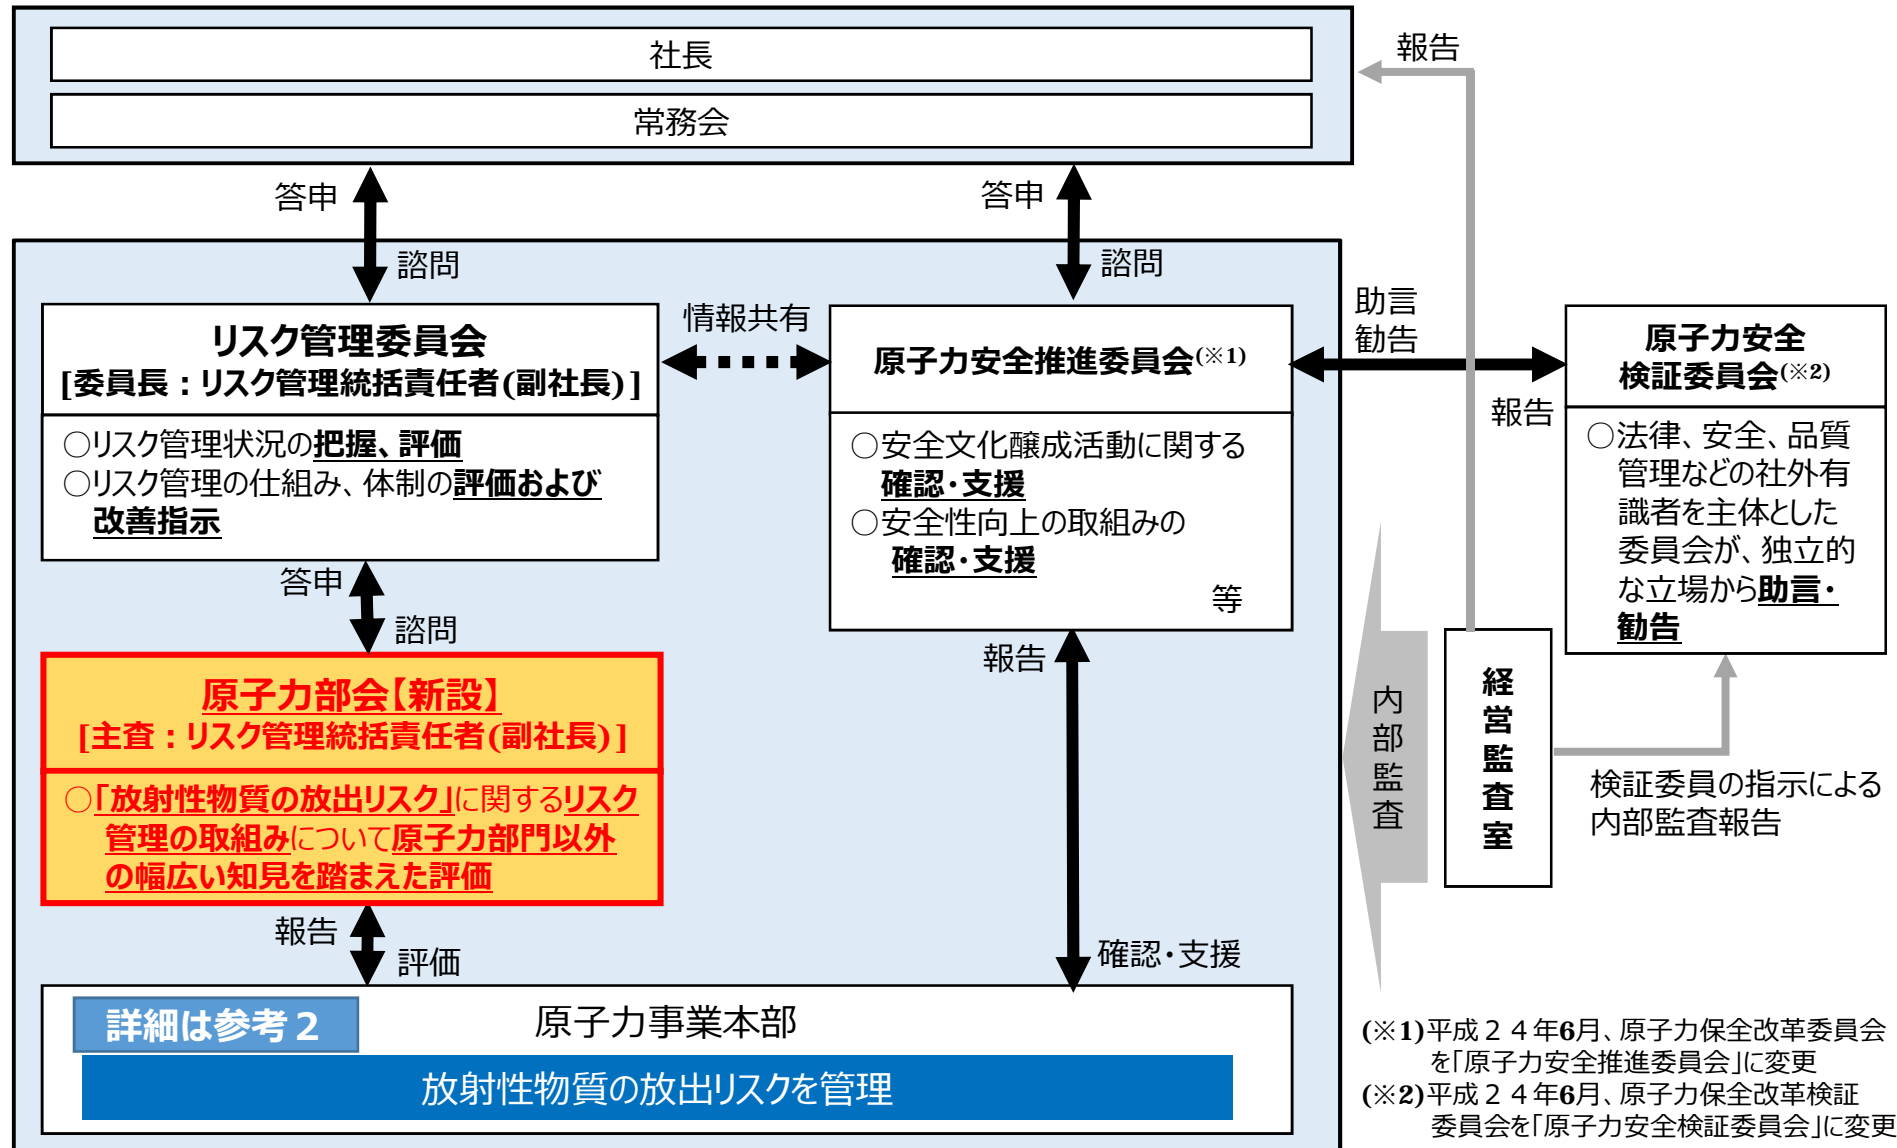 社長
常務会
報告
答申
諮問
答申
諮問
リスク管理委員会
[委員長：リスク管理統括責任者(副社長)]
○リスク管理状況の把握、評価
○リスク管理の仕組み、体制の評価および
改善指示
情報共有
原子力安全推進委員会(※1)
○安全文化醸成活動に関する
確認・支援
○安全性向上の取組みの
確認・支援
等
助言
勧告
報告
原子力安全
検証委員会(※2)
○法律、安全、品質
管理などの社外有
識者を主体とした
委員会が、独立的
な立場から助言・
勧告
答申
諮問
原子力部会【新設】
[主査：リスク管理統括責任者(副社長)]
○「放射性物質の放出リスク」に関するリスク
管理の取組みについて原子力部門以外
の幅広い知見を踏まえた評価
報告
評価
報告
確認・支援
内部監査
経営監査室
検証委員の指示による
内部監査報告
詳細は参考２
原子力事業本部
放射性物質の放出リスクを管理
(※1)平成２４年6月、原子力保全改革委員会
を「原子力安全推進委員会」に変更
(※2)平成２４年6月、原子力保全改革検証
委員会を「原子力安全検証委員会」に変更